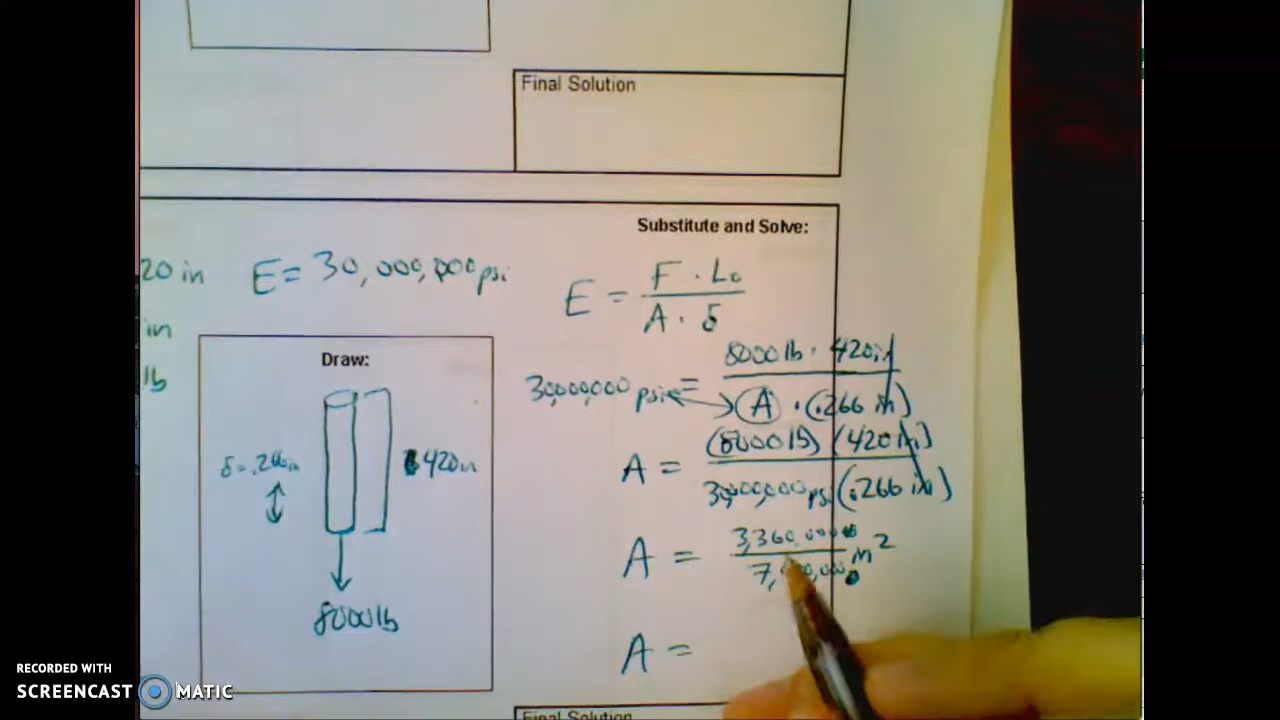 Final Solution
Substitute and Solve:
20 in E = 30,000,000 psi
E = F · L₀ / A · δ
in
lb
Draw:
30,000,000 psi = 8000 lb · 420 in / A · (.266 in)
A = (8000 lb) (420 in) / 30,000,000 psi (.266 in)
δ = .266 in
420 in
A = 3,360,000 / in²
8000 lb
A =
Final Solution
RECORDED WITH
SCREENCAST MATIC